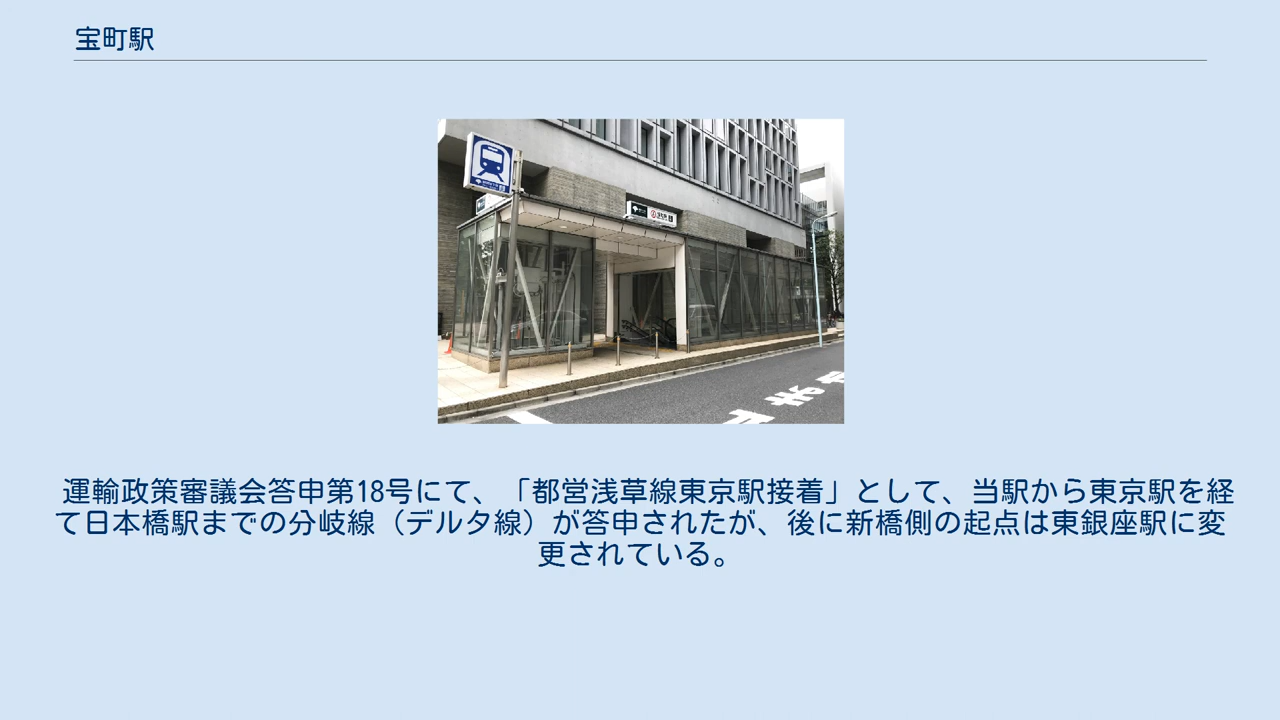 宝町駅
運輸政策審議会答申第18号にて、「都営浅草線東京駅接着」として、当駅から東京駅を経
て日本橋駅までの分岐線（デルタ線）が答申されたが、後に新橋側の起点は東銀座駅に変
更されている。